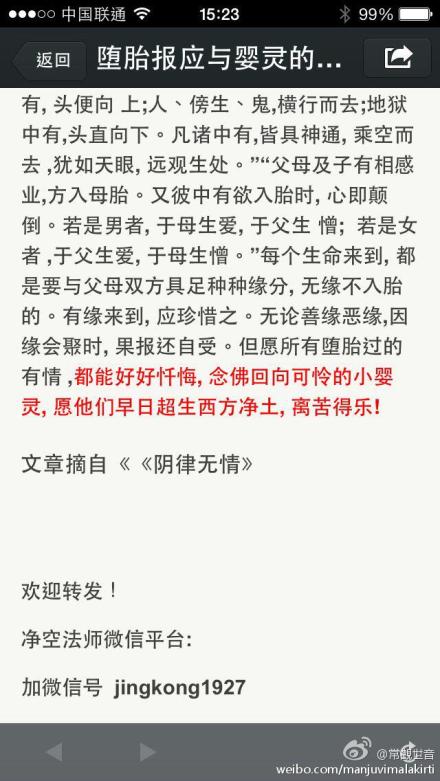 中国联通 15:23 99%
返回 堕胎报应与婴灵的...
有, 头便向 上;人、傍生、鬼,横行而去;地狱
中有,头直向下。凡诸中有,皆具神通, 乘空而
去 ,犹如天眼, 远观生处。”“父母及子有相感
业,方入母胎。又彼中有欲入胎时, 心即颠
倒。若是男者, 于母生爱, 于父生 憎; 若是女
者 ,于父生爱, 于母生憎。”每个生命来到, 都
是要与父母双方具足种种缘分, 无缘不入胎
的。有缘来到, 应珍惜之。无论善缘恶缘,因
缘会聚时, 果报还自受。但愿所有堕胎过的
有情 ,都能好好忏悔, 念佛回向可怜的小婴
灵, 愿他们早日超生西方净土, 离苦得乐!
文章摘自《《阴律无情》
欢迎转发！
净空法师微信平台:
加微信号 jingkong1927
@常觀世音
weibo.com/manjuvimalakirti